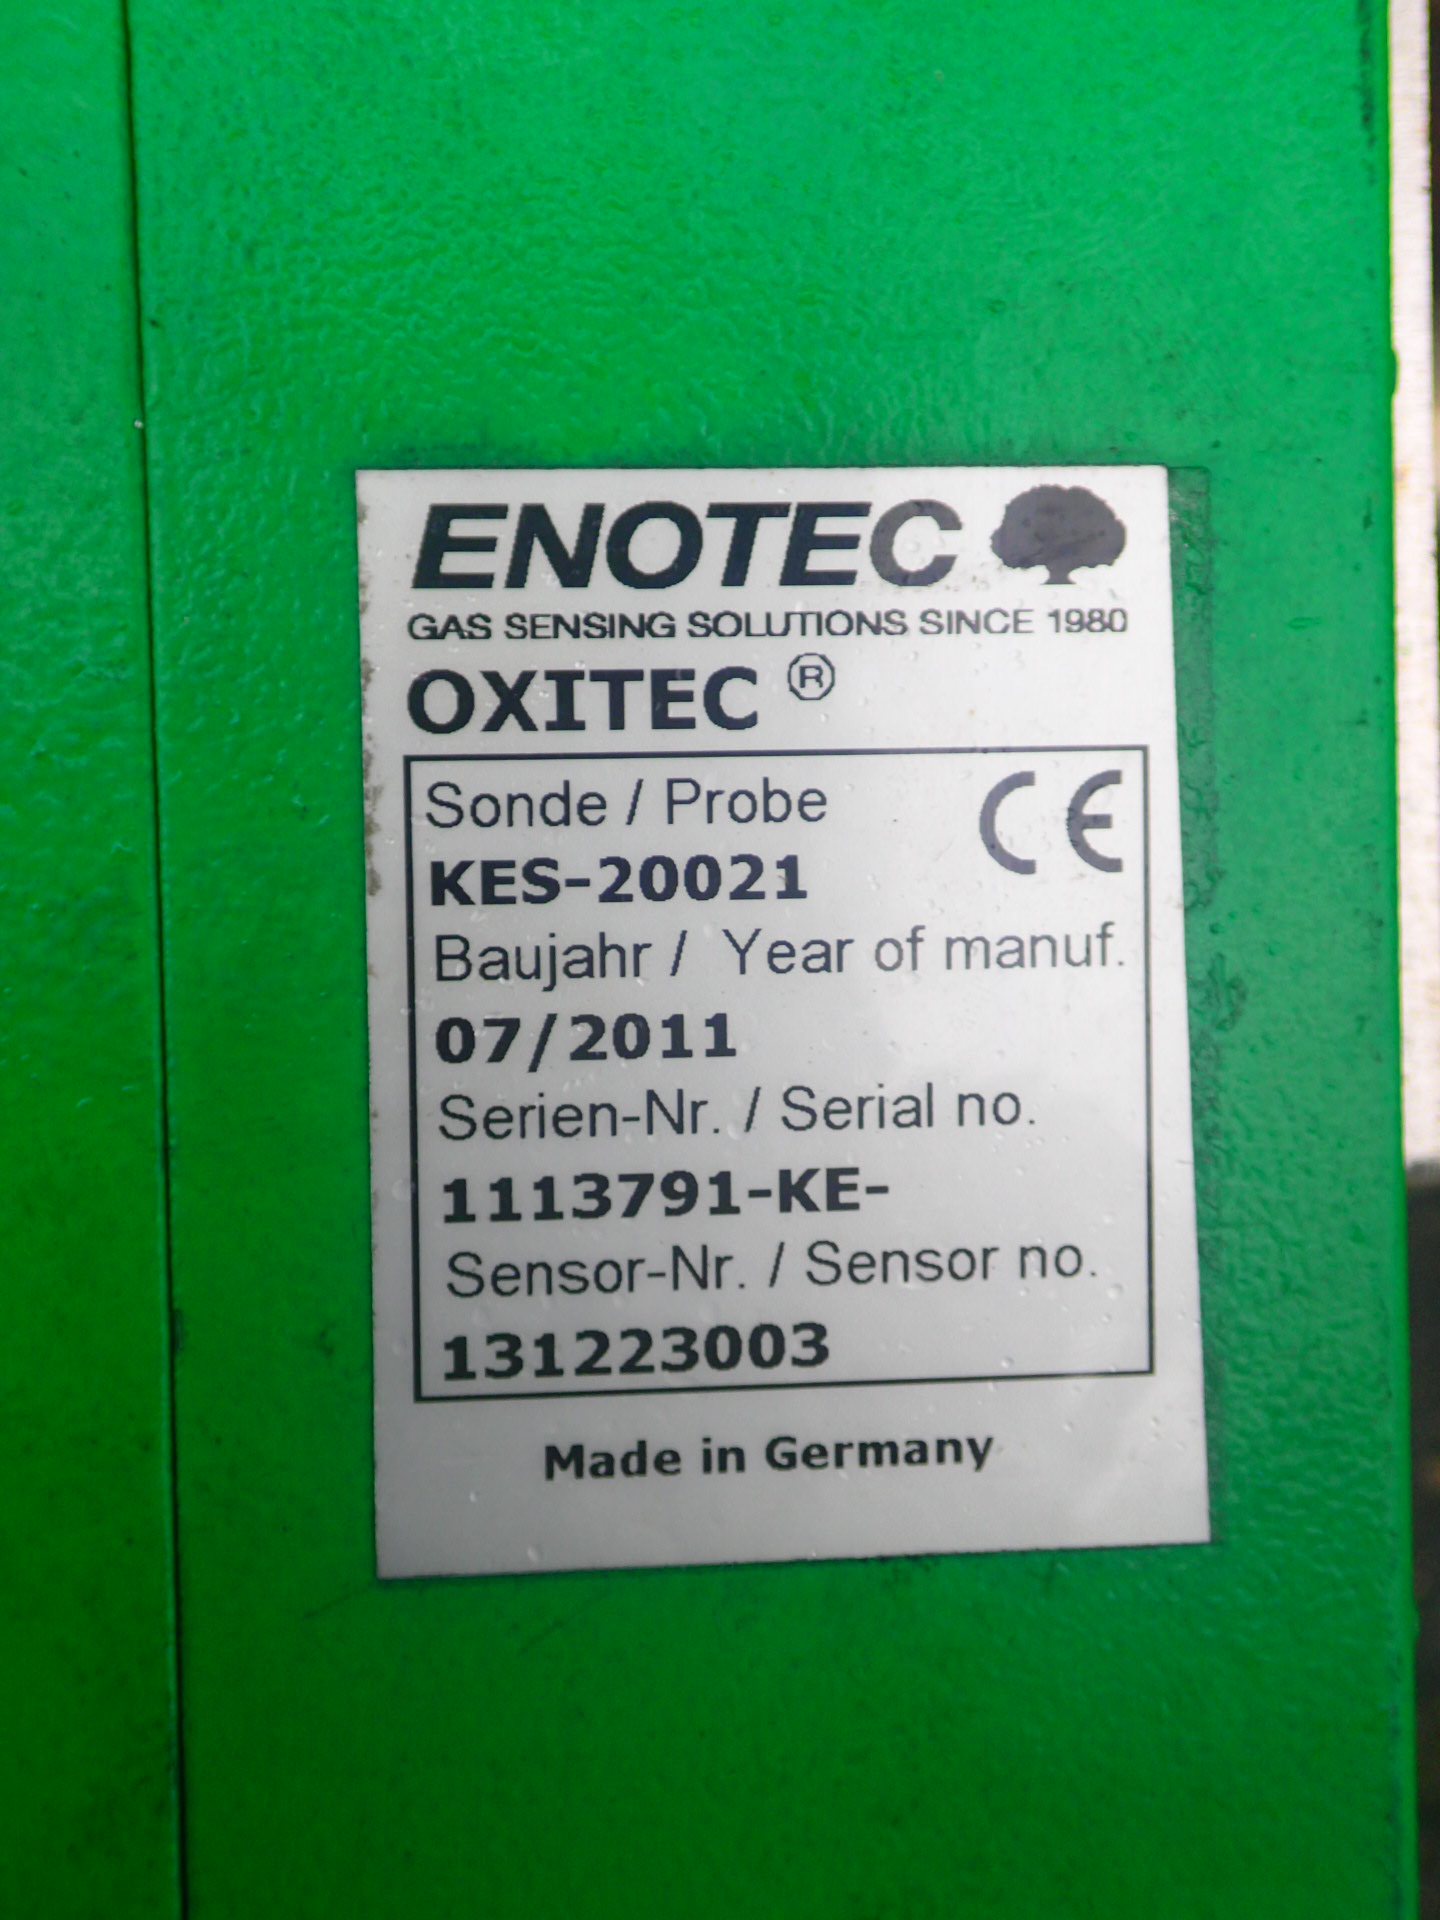 ENOTEC
GAS SENSING SOLUTIONS SINCE 1980
OXITEC ®
Sonde / Probe
CE
KES-20021
Baujahr / Year of manuf.
07/2011
Serien-Nr. / Serial no.
1113791-KE-
Sensor-Nr. / Sensor no.
131223003
Made in Germany